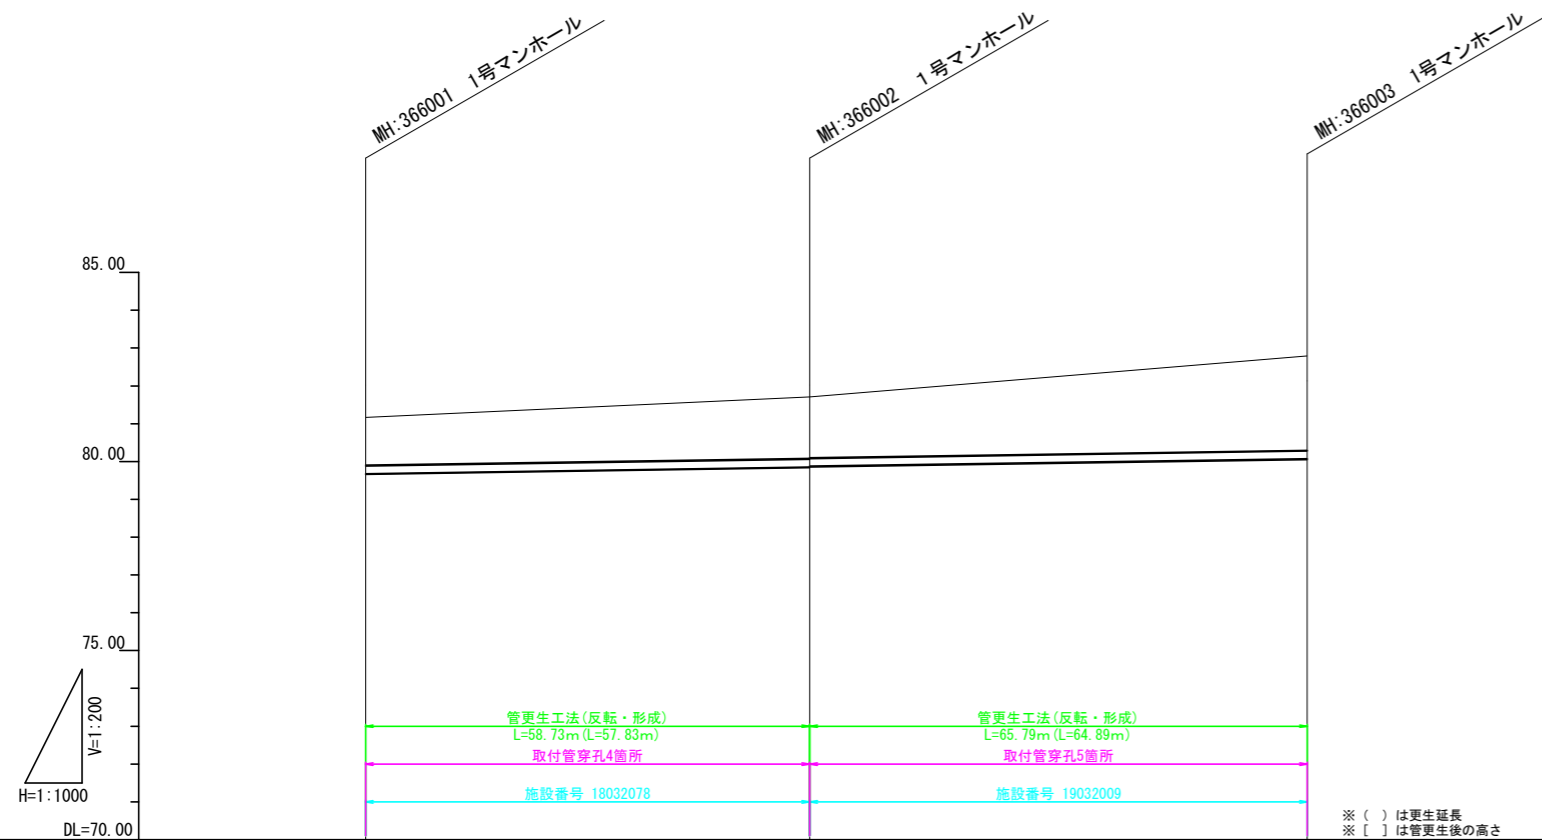 MH:366001　1号マンホール
MH:366002　1号マンホール
MH:366003　1号マンホール
85.00
80.00
75.00
V=1:200
H=1:1000
DL=70.00
管更生工法(反転・形成)
L=58.73m(L=57.83m)
取付管穿孔4箇所
施設番号 18032078
管更生工法(反転・形成)
L=65.79m(L=64.89m)
取付管穿孔5箇所
施設番号 19032009
※（　）は更生延長
※［　］は管更生後の高さ